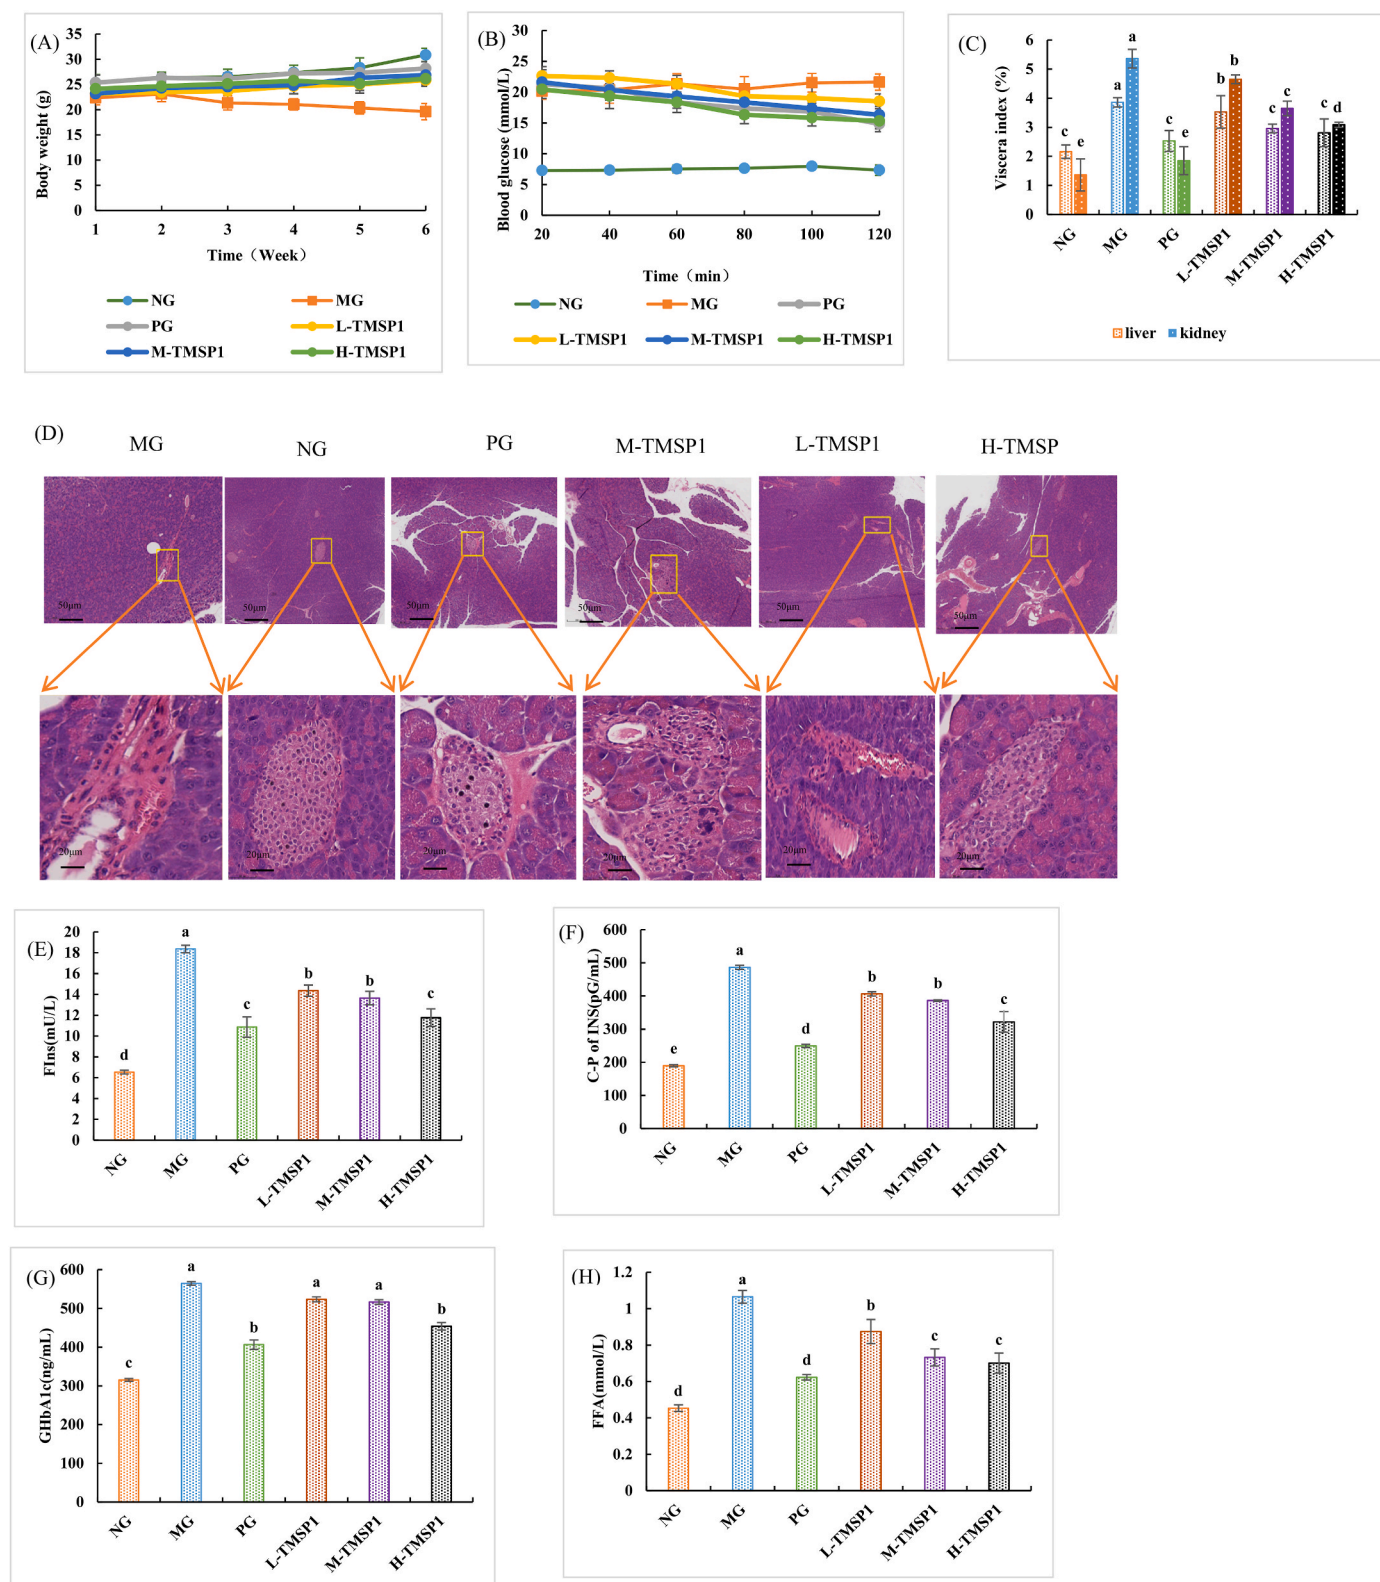 (A)
Body weight (g)
35
30
25
20
15
10
5
0
1 2 3 4 5 6
Time（Week）
NG MG
PG L-TMSP1
M-TMSP1 H-TMSP1
(B)
Blood glucose (mmol/L)
30
25
20
15
10
5
0
20 40 60 80 100 120
Time（min）
NG MG PG
L-TMSP1 M-TMSP1 H-TMSP1
(C)
Viscera index (%)
6
5
4
3
2
1
0
c e a a c e b b c c c d
NG MG PG L-TMSP1 M-TMSP1 H-TMSP1
liver kidney
(D)
MG NG PG M-TMSP1 L-TMSP1 H-TMSP
50μm 50μm 50μm 50μm 50μm 50μm
20μm 20μm 20μm 20μm 20μm 20μm
(E)
FIns(mU/L)
20
18
16
14
12
10
8
6
4
2
0
d a c b b c
NG MG PG L-TMSP1 M-TMSP1 H-TMSP1
(F)
C-P of INS(pG/mL)
600
500
400
300
200
100
0
e a d b b c
NG MG PG L-TMSP1 M-TMSP1 H-TMSP1
(G)
GHbA1c(ng/mL)
600
500
400
300
200
100
0
c a b a a b
NG MG PG L-TMSP1 M-TMSP1 H-TMSP1
(H)
FFA(mmol/L)
1.2
1
0.8
0.6
0.4
0.2
0
d a d b c c
NG MG PG L-TMSP1 M-TMSP1 H-TMSP1